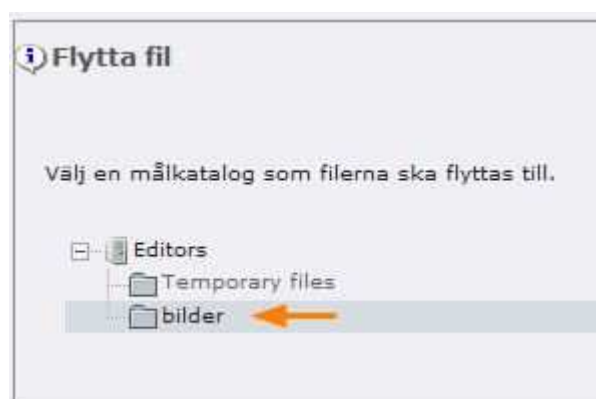 Flytta fil
Välj en målkatalog som filerna ska flyttas till.
Editors
Temporary files
bilder